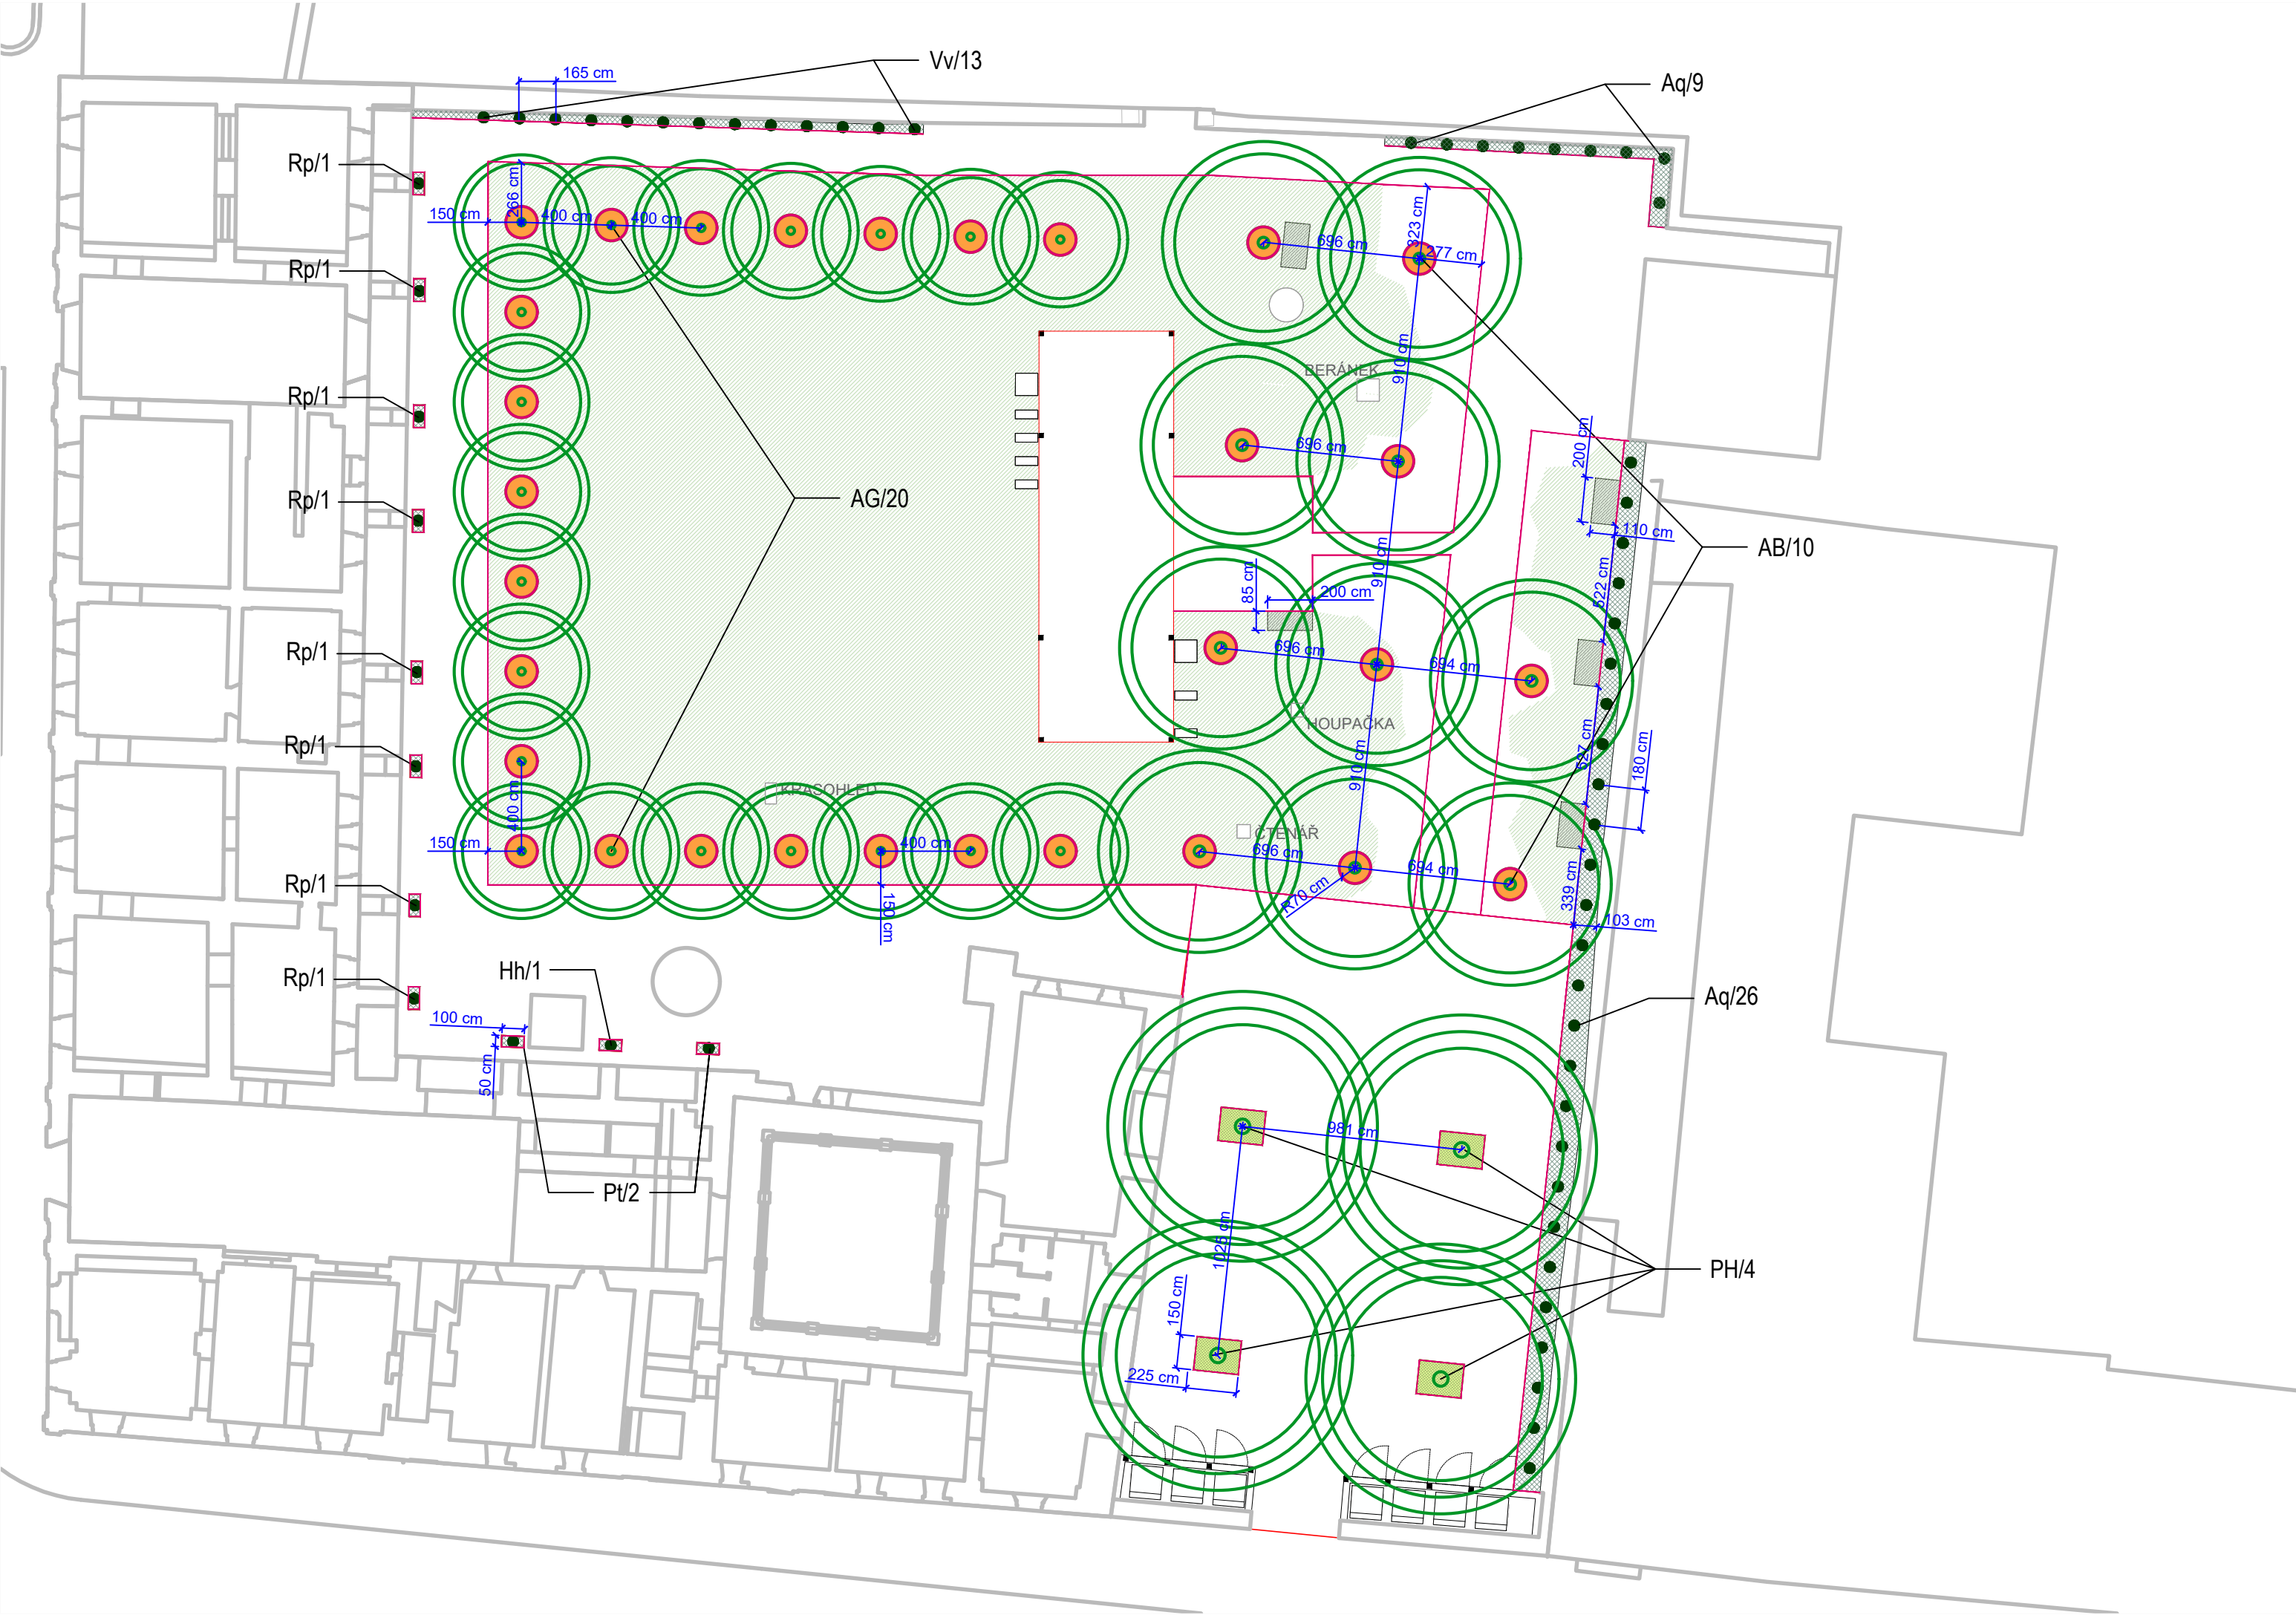 Vv/13
165 cm
Aq/9
Rp/1
266 cm
150 cm
400 cm
400 cm
323 cm
696 cm
277 cm
Rp/1
910 cm
BERÁNEK
Rp/1
696 cm
200 cm
Rp/1
AG/20
110 cm
AB/10
910 cm
522 cm
85 cm
200 cm
Rp/1
696 cm
694 cm
HOUPAČKA
Rp/1
527 cm
180 cm
910 cm
KRASOHLED
400 cm
ČTENÁŘ
150 cm
400 cm
696 cm
694 cm
Rp/1
R70 cm
339 cm
150 cm
103 cm
Rp/1
Hh/1
Aq/26
100 cm
50 cm
981 cm
Pt/2
1025 cm
PH/4
150 cm
225 cm